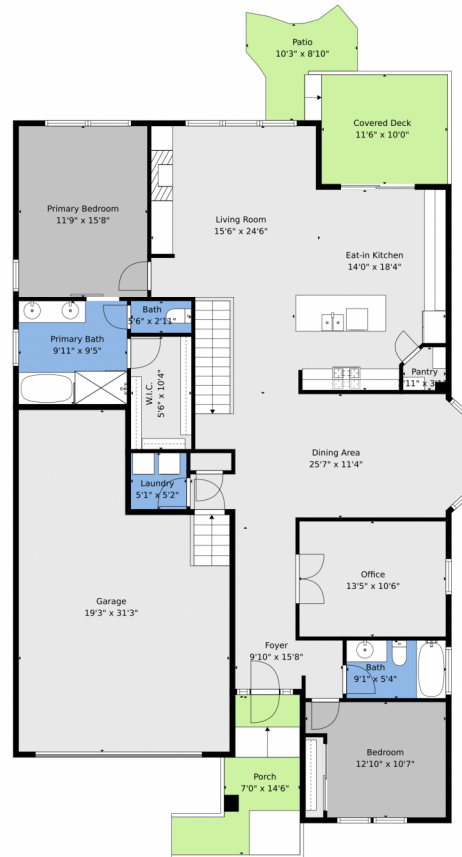 Patio
10'3" x 8'10"
Covered Deck
11'6" x 10'0"
Primary Bedroom
11'9" x 15'8"
Living Room
15'6" x 24'6"
Eat-in Kitchen
14'0" x 18'4"
Bath
5'6" x 2'11"
Primary Bath
9'11" x 9'5"
W.I.C.
5'6" x 10'4"
Pantry
Dining Area
25'7" x 11'4"
Laundry
5'1" x 5'2"
Office
13'5" x 10'6"
Garage
19'3" x 31'3"
Foyer
9'10" x 15'8"
Bath
9'1" x 5'4"
Bedroom
12'10" x 10'7"
Porch
7'0" x 14'6"